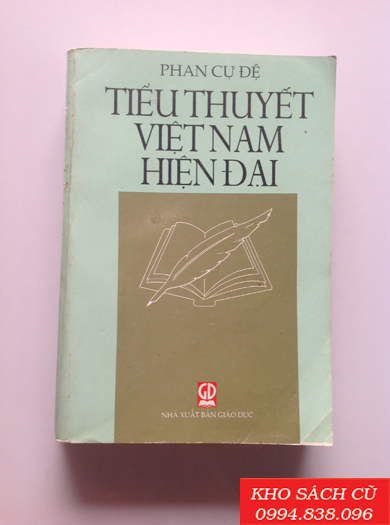 PHAN CỰ ĐỆ
TIỂU THUYẾT
VIỆT NAM
HIỆN ĐẠI
GD
NHÀ XUẤT BẢN GIÁO DỤC
KHO SÁCH CŨ
0994.838.096